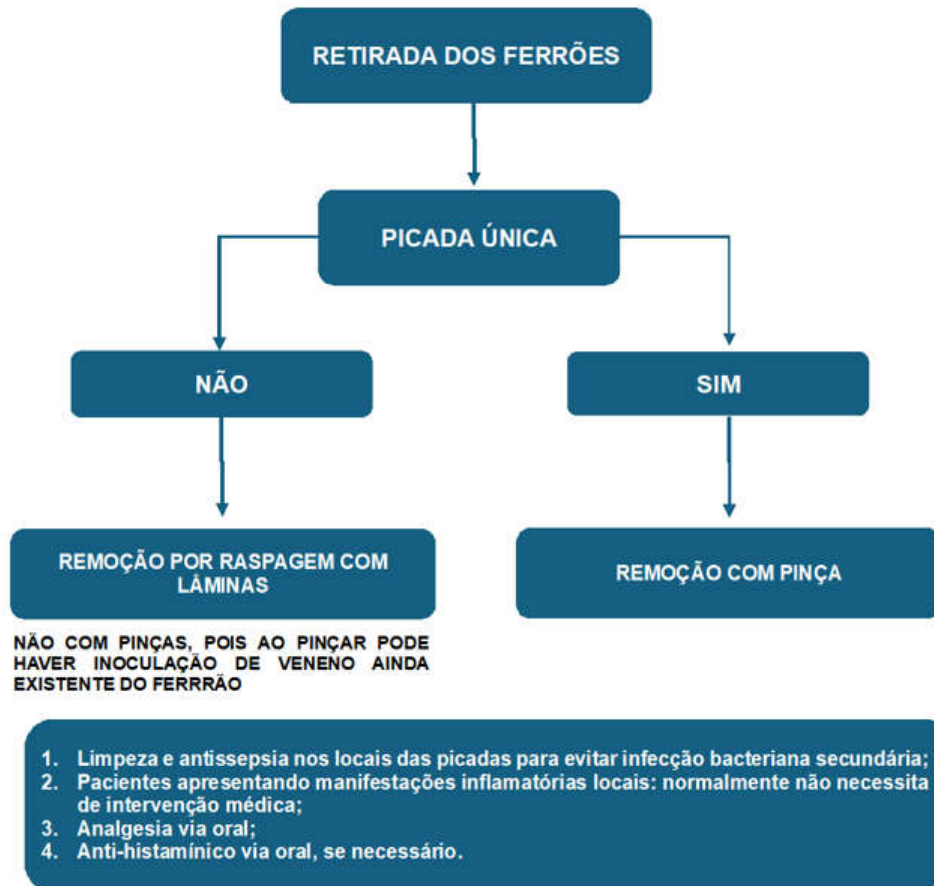 RETIRADA DOS FERRÕES
PICADA ÚNICA
NÃO
SIM
REMOÇÃO POR RASPAGEM COM
LÂMINAS
REMOÇÃO COM PINÇA
NÃO COM PINÇAS, POIS AO PINÇAR PODE
HAVER INOCULAÇÃO DE VENENO AINDA
EXISTENTE DO FERRRÃO
1. Limpeza e antissepsia nos locais das picadas para evitar infecção bacteriana secundária;
2. Pacientes apresentando manifestações inflamatórias locais: normalmente não necessita
de intervenção médica;
3. Analgesia via oral;
4. Anti-histamínico via oral, se necessário.